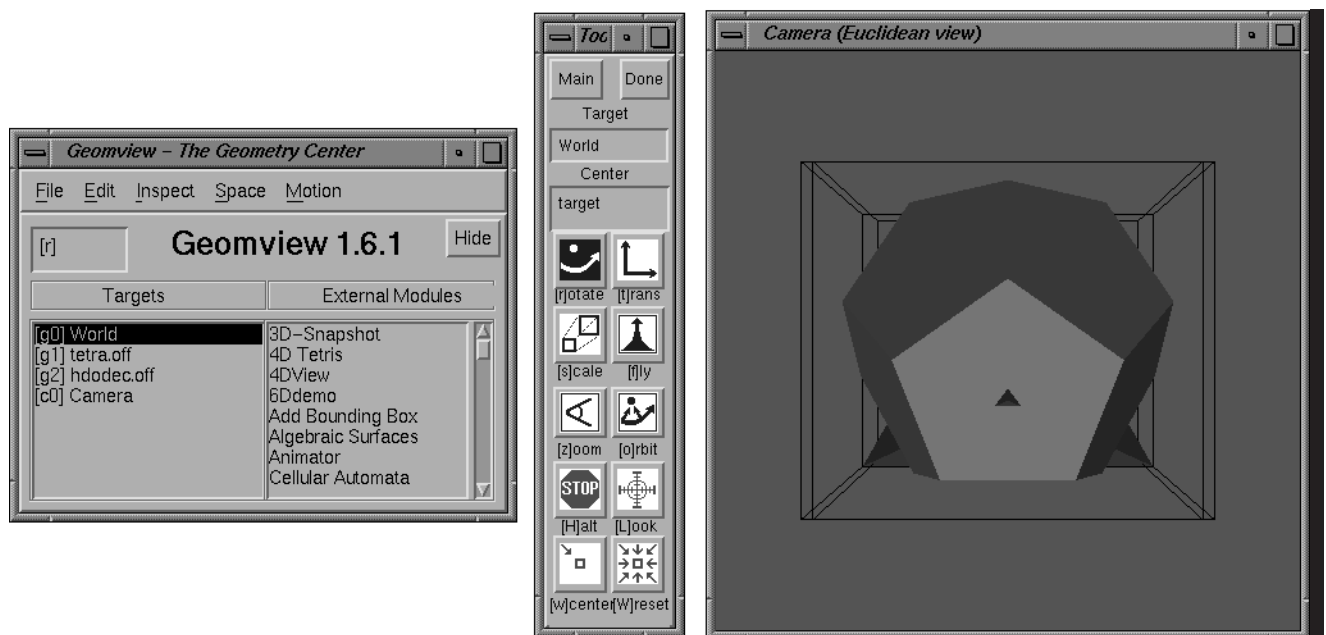 Geomview – The Geometry Center
File Edit Inspect Space Motion
[r]
Geomview 1.6.1
Hide
Targets
External Modules
[g0] World
[g1] tetra.off
[g2] hdodec.off
[c0] Camera
3D–Snapshot
4D Tetris
4DView
6Ddemo
Add Bounding Box
Algebraic Surfaces
Animator
Cellular Automata
Too
Main Done
Target
World
Center
target
[r]otate [t]rans
[s]cale [f]ly
[z]oom [o]rbit
STOP
[H]alt [L]ook
[w]center [W]reset
Camera (Euclidean view)